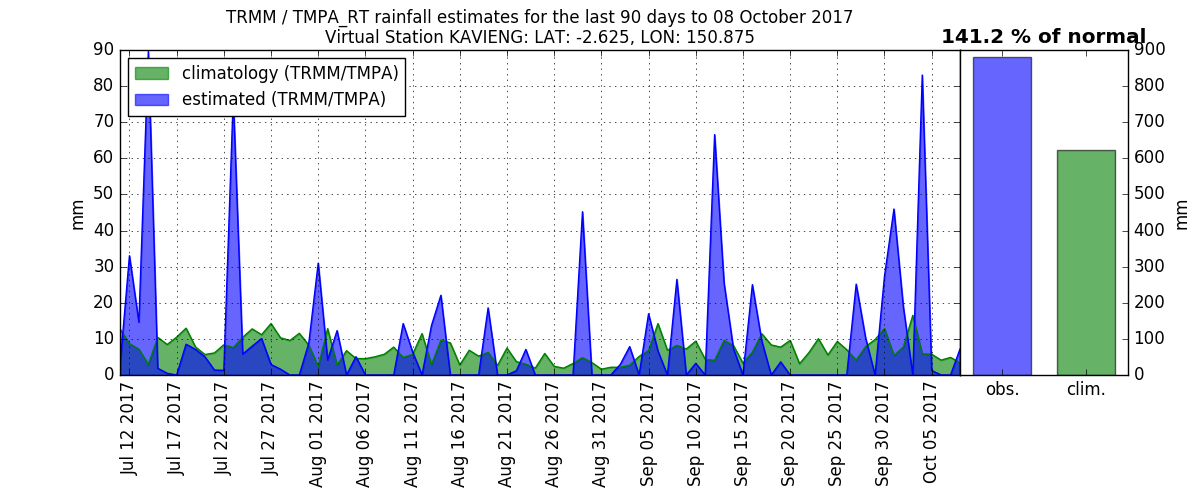 TRMM / TMPA_RT rainfall estimates for the last 90 days to 08 October 2017
Virtual Station KAVIENG: LAT: -2.625, LON: 150.875
141.2 % of normal
climatology (TRMM/TMPA)
estimated (TRMM/TMPA)
mm
90
80
70
60
50
40
30
20
10
0
Jul 12 2017
Jul 17 2017
Jul 22 2017
Jul 27 2017
Aug 01 2017
Aug 06 2017
Aug 11 2017
Aug 16 2017
Aug 21 2017
Aug 26 2017
Aug 31 2017
Sep 05 2017
Sep 10 2017
Sep 15 2017
Sep 20 2017
Sep 25 2017
Sep 30 2017
Oct 05 2017
obs.
clim.
900
800
700
600
500
400
300
200
100
0
mm